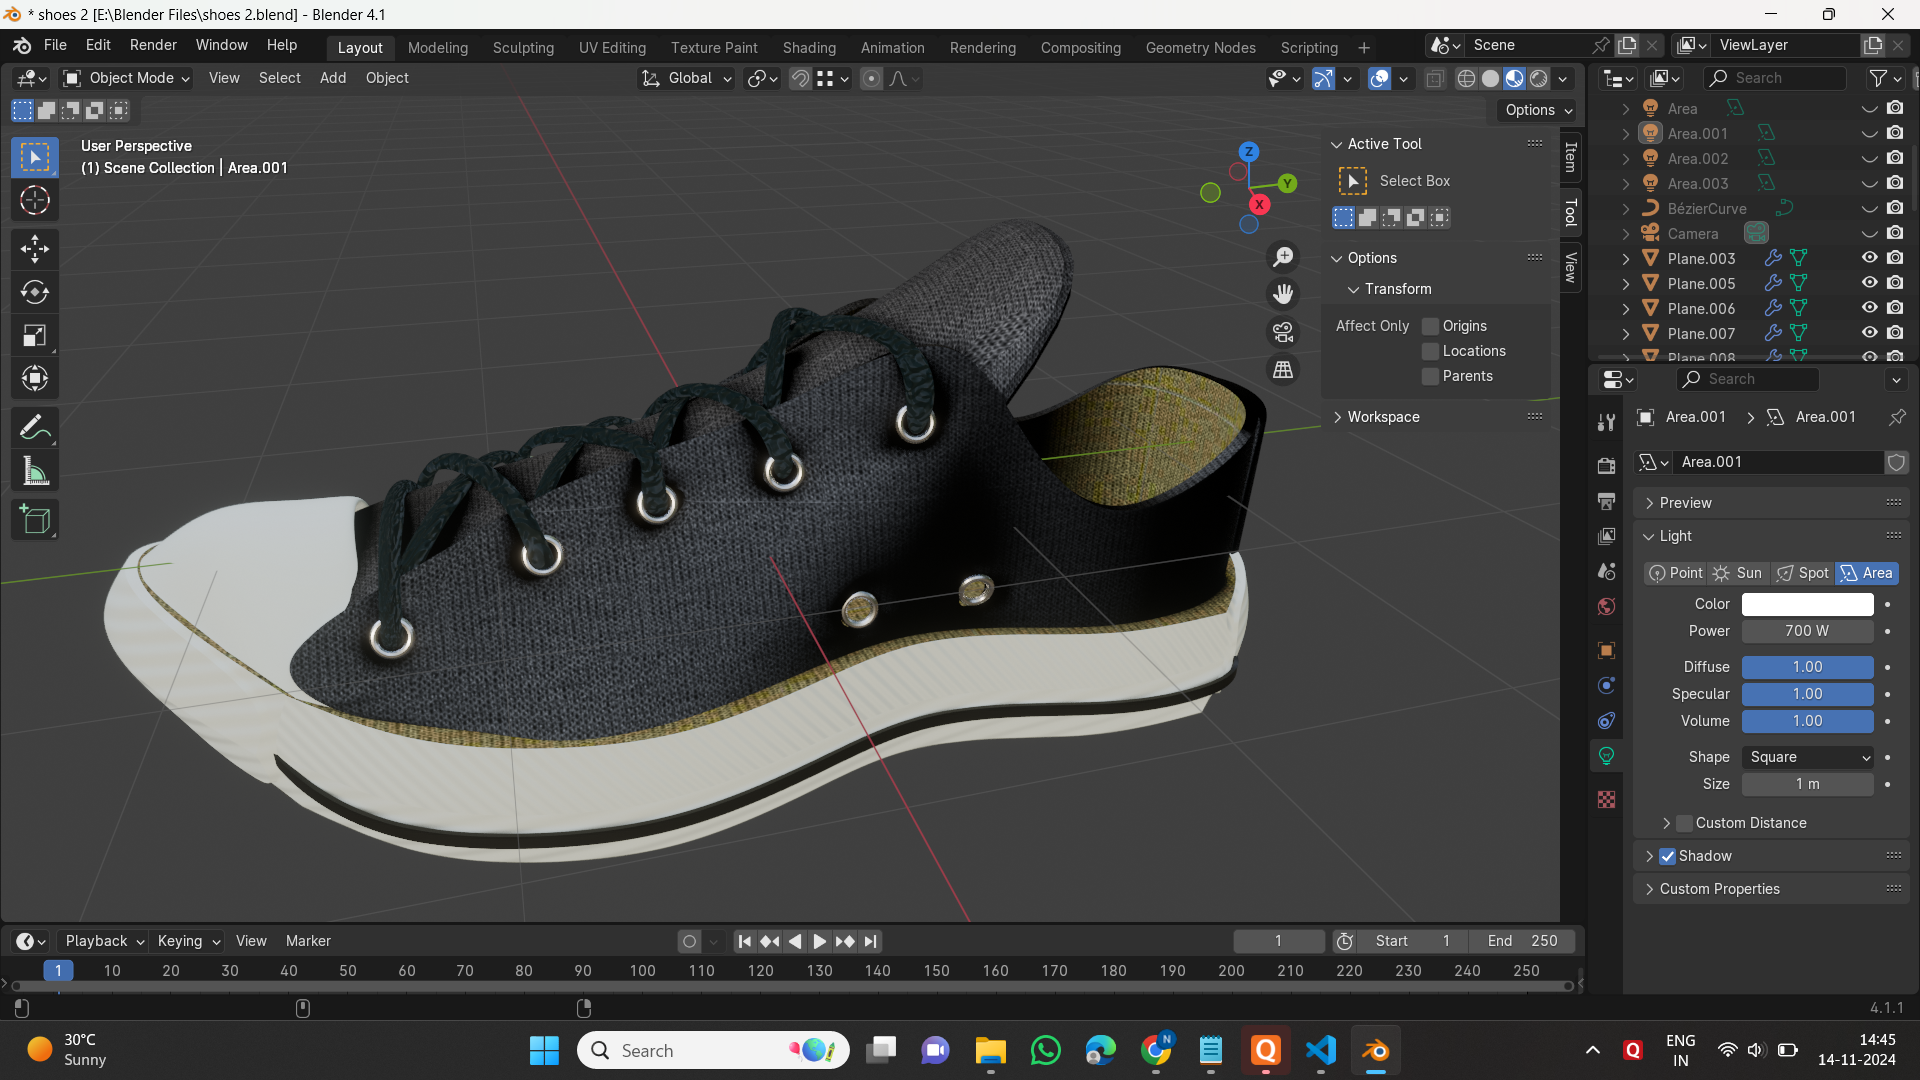 * shoes 2 [E:\Blender Files\shoes 2.blend] - Blender 4.1
File Edit Render Window Help Layout Modeling Sculpting UV Editing Texture Paint Shading Animation Rendering Compositing Geometry Nodes Scripting + Scene ViewLayer
Object Mode View Select Add Object Global Search
Options
User Perspective
(1) Scene Collection | Area.001
Z
Y
X
Active Tool
Select Box
Options
Transform
Affect Only Origins
Locations
Parents
Workspace
Item
Tool
View
Area
Area.001
Area.002
Area.003
BézierCurve
Camera
Plane.003
Plane.005
Plane.006
Plane.007
Plane.008
Search
Area.001 > Area.001
Area.001
Preview
Light
Point Sun Spot Area
Color
Power 700 W
Diffuse 1.00
Specular 1.00
Volume 1.00
Shape Square
Size 1 m
Custom Distance
Shadow
Custom Properties
Playback Keying View Marker 1 Start 1 End 250
1 10 20 30 40 50 60 70 80 90 100 110 120 130 140 150 160 170 180 190 200 210 220 230 240 250
4.1.1
30°C
Sunny
Search
N
Q
Q
ENG
IN
14:45
14-11-2024